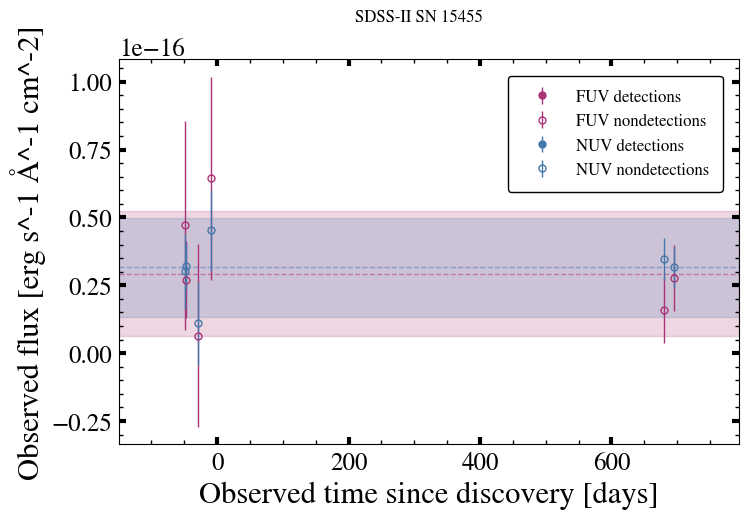 SDSS-II SN 15455
1e−16
Observed flux [erg s^-1 Å^-1 cm^-2]
1.00
0.75
0.50
0.25
0.00
−0.25
FUV detections
FUV nondetections
NUV detections
NUV nondetections
0 200 400 600
Observed time since discovery [days]